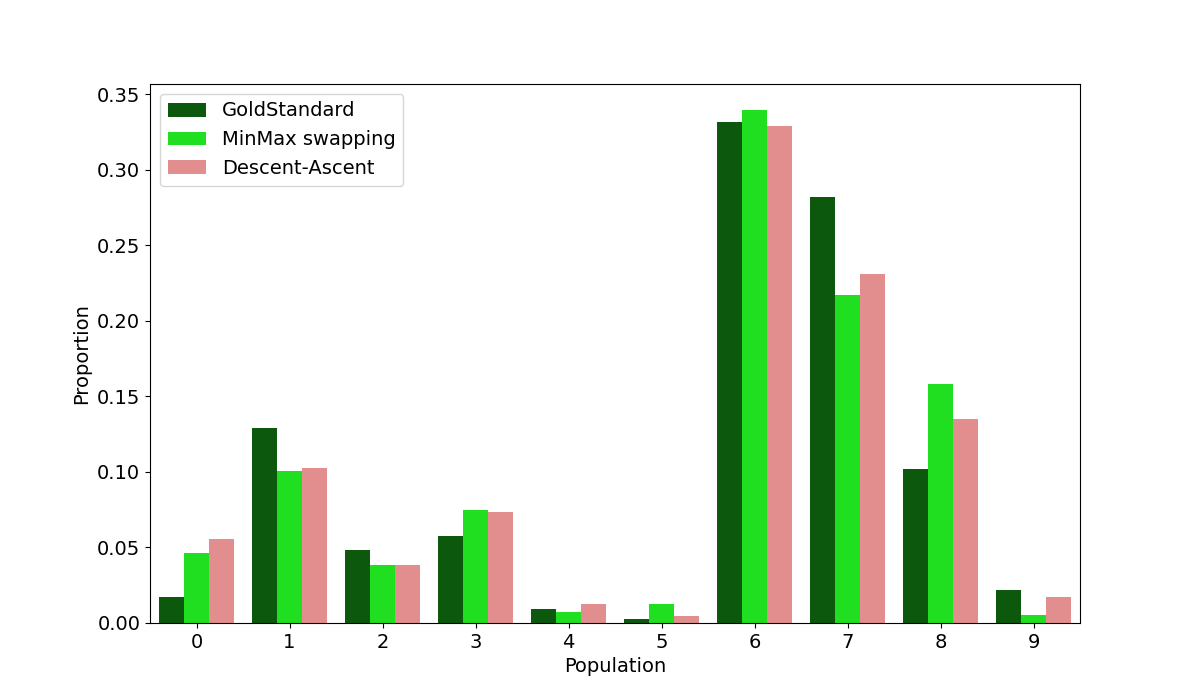 0.35
0.30
0.25
0.20
0.15
0.10
0.05
0.00
Proportion
GoldStandard
MinMax swapping
Descent-Ascent
0 1 2 3 4 5 6 7 8 9
Population